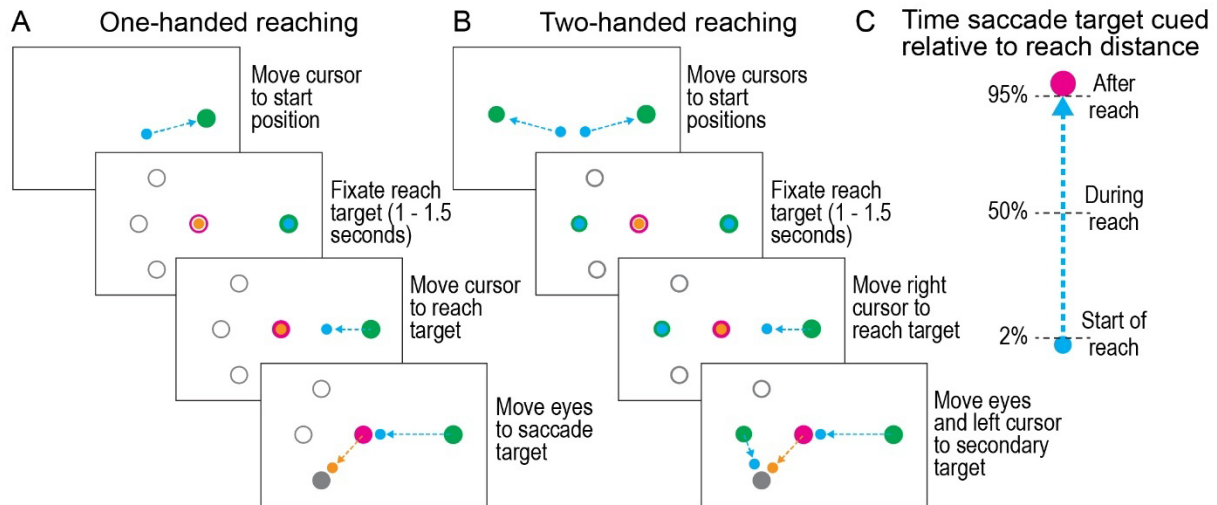 A One-handed reaching
Move cursor
to start
position
Fixate reach
target (1 - 1.5
seconds)
Move cursor
to reach
target
Move eyes
to saccade
target
B Two-handed reaching
Move cursors
to start
positions
Fixate reach
target (1 - 1.5
seconds)
Move right
cursor to
reach target
Move eyes
and left cursor
to secondary
target
C Time saccade target cued
relative to reach distance
95% After
reach
50% During
reach
2% Start of
reach